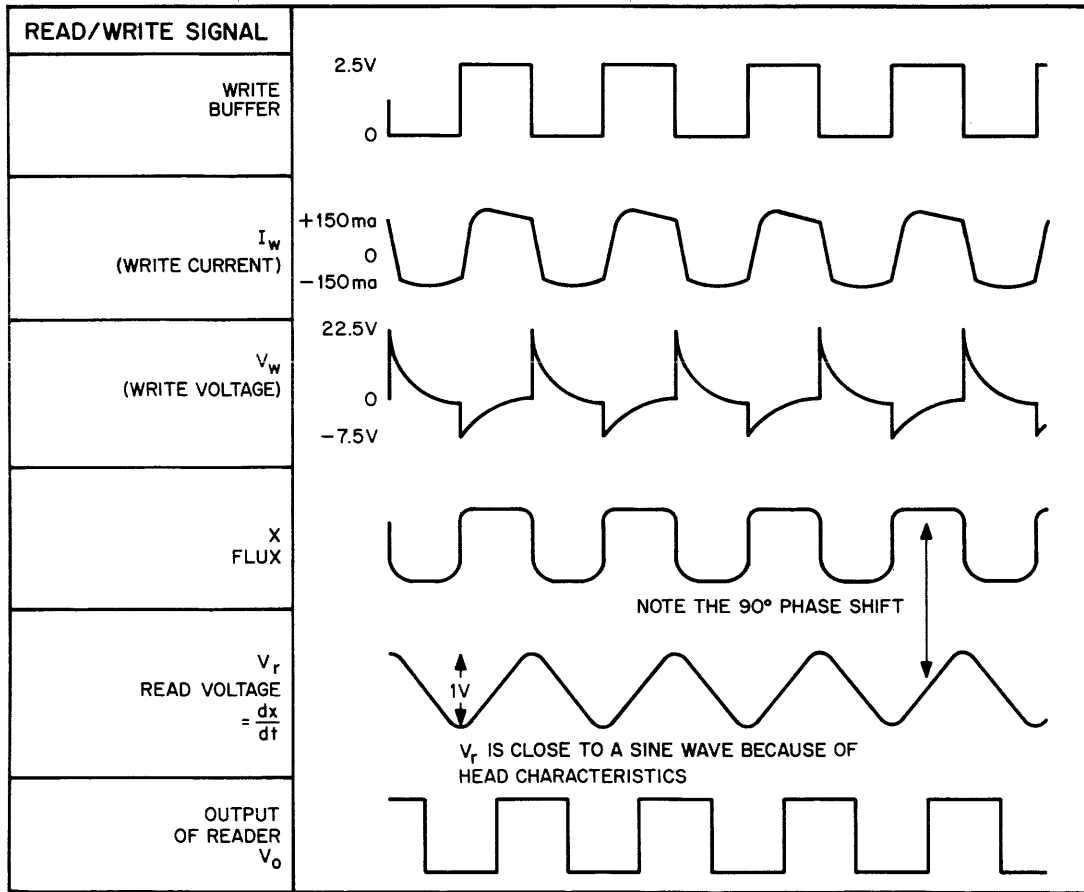 READ/WRITE SIGNAL
WRITE
BUFFER
2.5V
0
I_w
(WRITE CURRENT)
+150ma
0
−150ma
V_w
(WRITE VOLTAGE)
22.5V
0
−7.5V
X
FLUX
NOTE THE 90° PHASE SHIFT
V_r
READ VOLTAGE
= dx/dt
1V
V_r IS CLOSE TO A SINE WAVE BECAUSE OF
HEAD CHARACTERISTICS
OUTPUT
OF READER
V_o